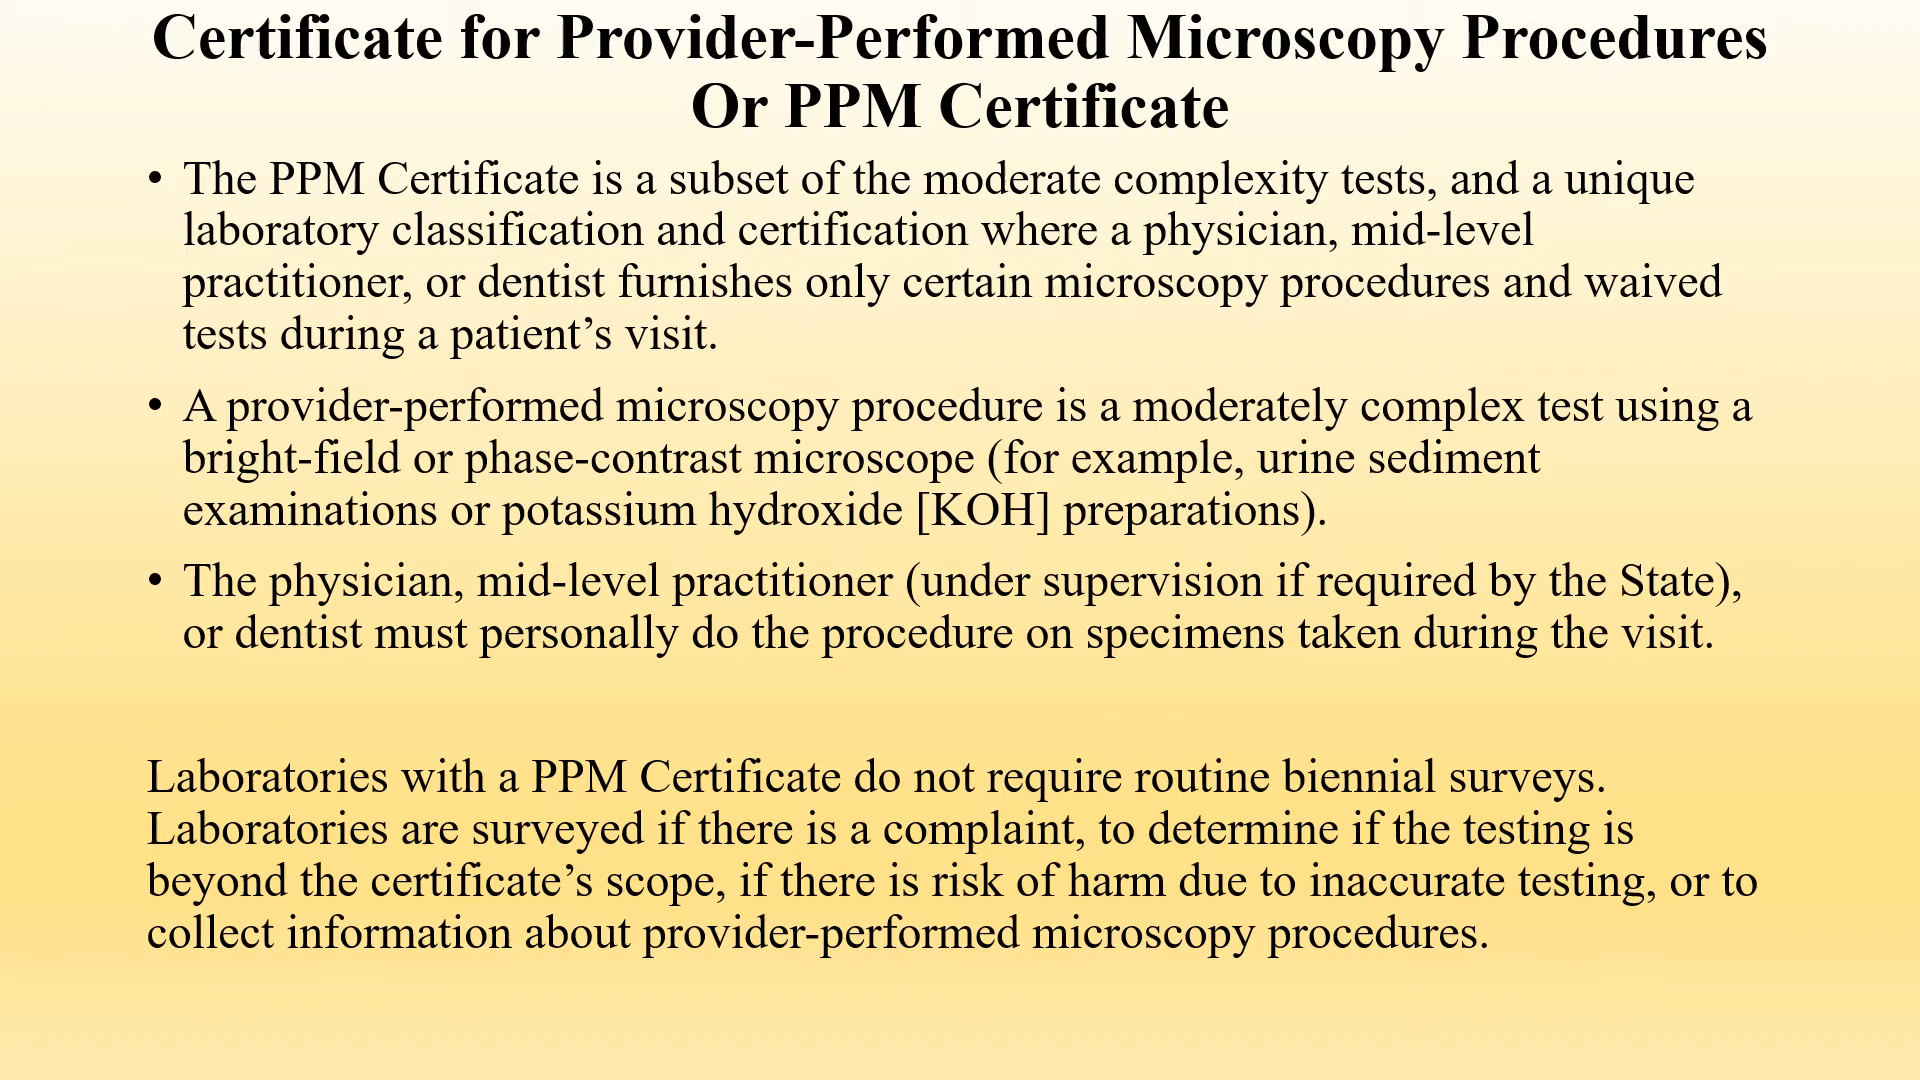 Certificate for Provider-Performed Microscopy Procedures
Or PPM Certificate
• The PPM Certificate is a subset of the moderate complexity tests, and a unique
laboratory classification and certification where a physician, mid-level
practitioner, or dentist furnishes only certain microscopy procedures and waived
tests during a patient’s visit.
• A provider-performed microscopy procedure is a moderately complex test using a
bright-field or phase-contrast microscope (for example, urine sediment
examinations or potassium hydroxide [KOH] preparations).
• The physician, mid-level practitioner (under supervision if required by the State),
or dentist must personally do the procedure on specimens taken during the visit.
Laboratories with a PPM Certificate do not require routine biennial surveys.
Laboratories are surveyed if there is a complaint, to determine if the testing is
beyond the certificate’s scope, if there is risk of harm due to inaccurate testing, or to
collect information about provider-performed microscopy procedures.